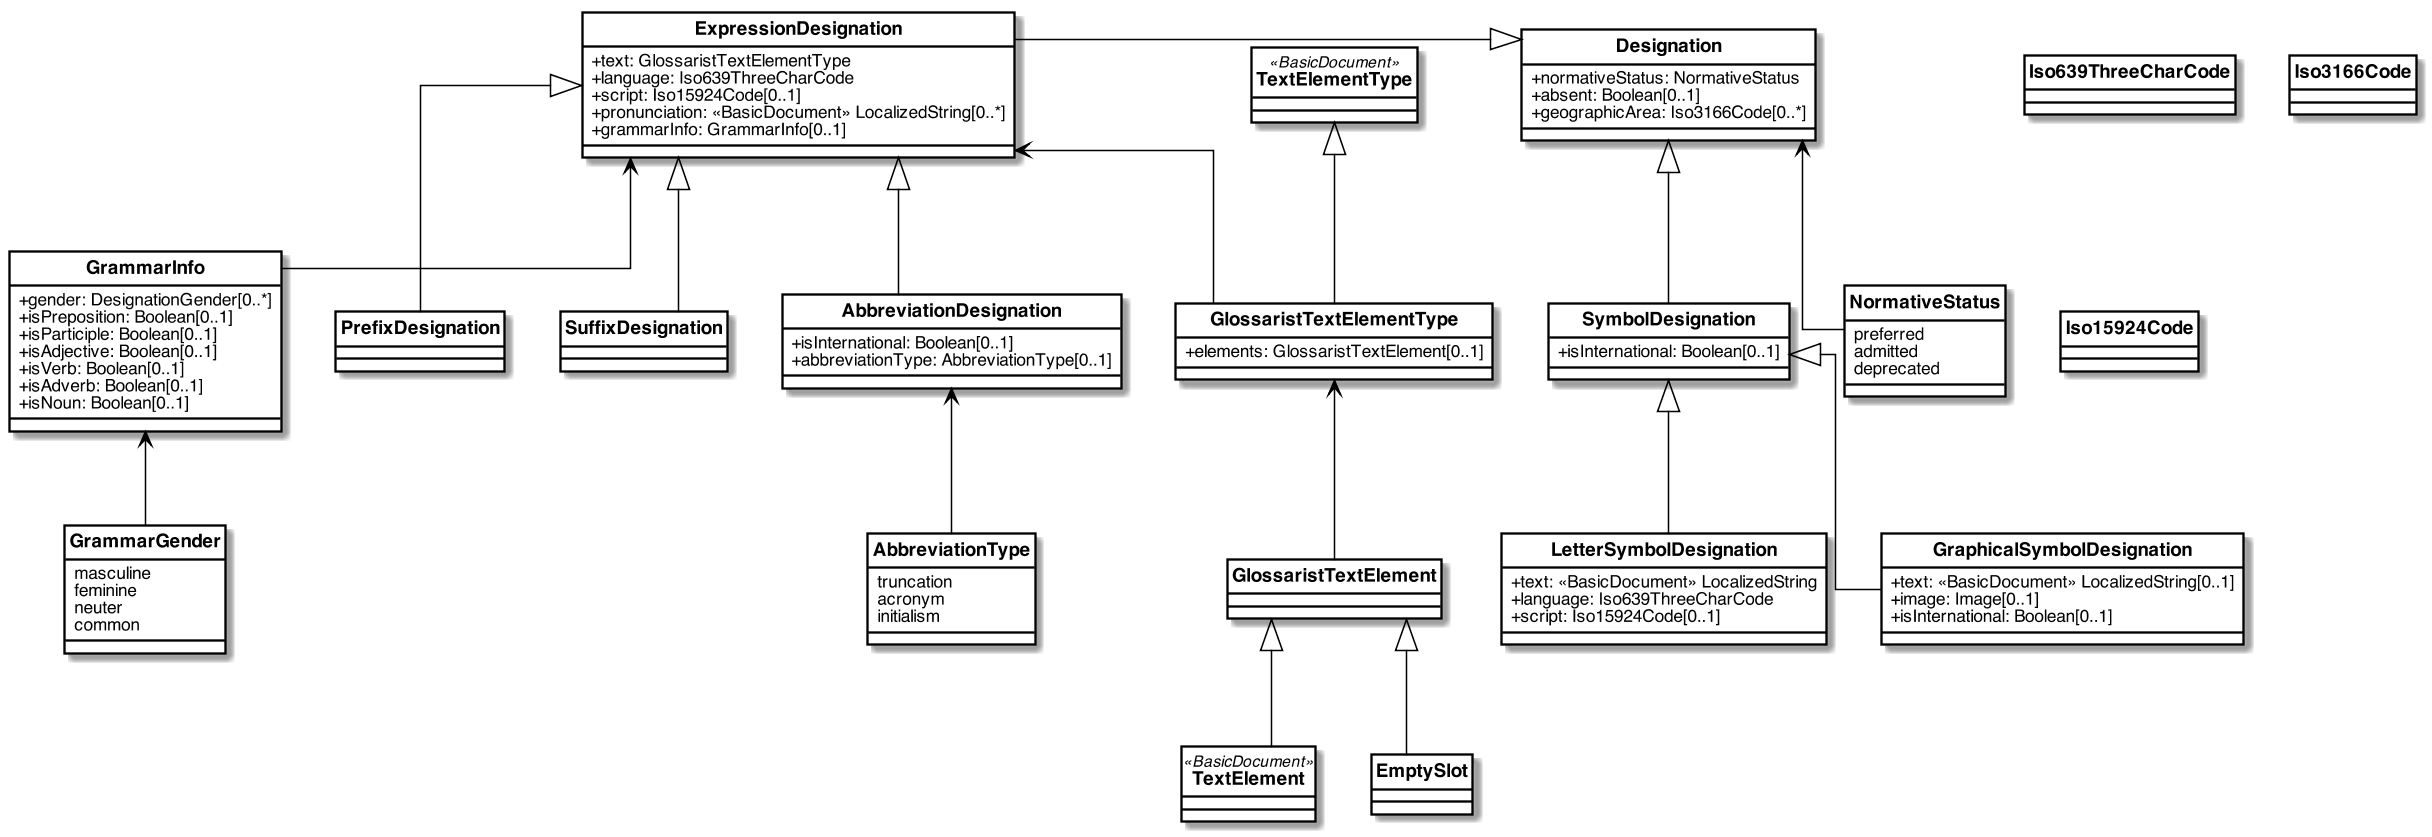 ExpressionDesignation
+text: GlossaristTextElementType
+language: Iso639ThreeCharCode
+script: Iso15924Code[0..1]
+pronunciation: «BasicDocument» LocalizedString[0..*]
+grammarInfo: GrammarInfo[0..1]
«BasicDocument»
TextElementType
Designation
+normativeStatus: NormativeStatus
+absent: Boolean[0..1]
+geographicArea: Iso3166Code[0..*]
Iso639ThreeCharCode
Iso3166Code
GrammarInfo
+gender: DesignationGender[0..*]
+isPreposition: Boolean[0..1]
+isParticiple: Boolean[0..1]
+isAdjective: Boolean[0..1]
+isVerb: Boolean[0..1]
+isAdverb: Boolean[0..1]
+isNoun: Boolean[0..1]
PrefixDesignation
SuffixDesignation
AbbreviationDesignation
+isInternational: Boolean[0..1]
+abbreviationType: AbbreviationType[0..1]
GlossaristTextElementType
+elements: GlossaristTextElement[0..1]
SymbolDesignation
+isInternational: Boolean[0..1]
NormativeStatus
preferred
admitted
deprecated
Iso15924Code
GrammarGender
masculine
feminine
neuter
common
AbbreviationType
truncation
acronym
initialism
GlossaristTextElement
LetterSymbolDesignation
+text: «BasicDocument» LocalizedString
+language: Iso639ThreeCharCode
+script: Iso15924Code[0..1]
GraphicalSymbolDesignation
+text: «BasicDocument» LocalizedString[0..1]
+image: Image[0..1]
+isInternational: Boolean[0..1]
«BasicDocument»
TextElement
EmptySlot